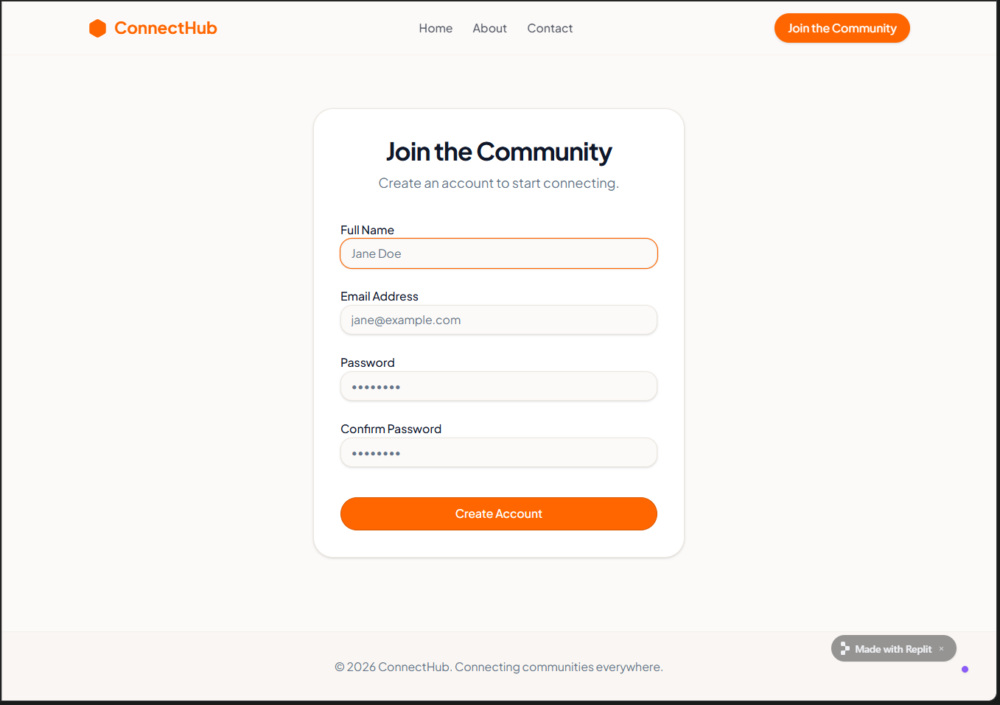 ConnectHub
Home About Contact
Join the Community
Join the Community
Create an account to start connecting.
Full Name
Jane Doe
Email Address
jane@example.com
Password
••••••••
Confirm Password
••••••••
Create Account
Made with Replit ×
© 2026 ConnectHub. Connecting communities everywhere.